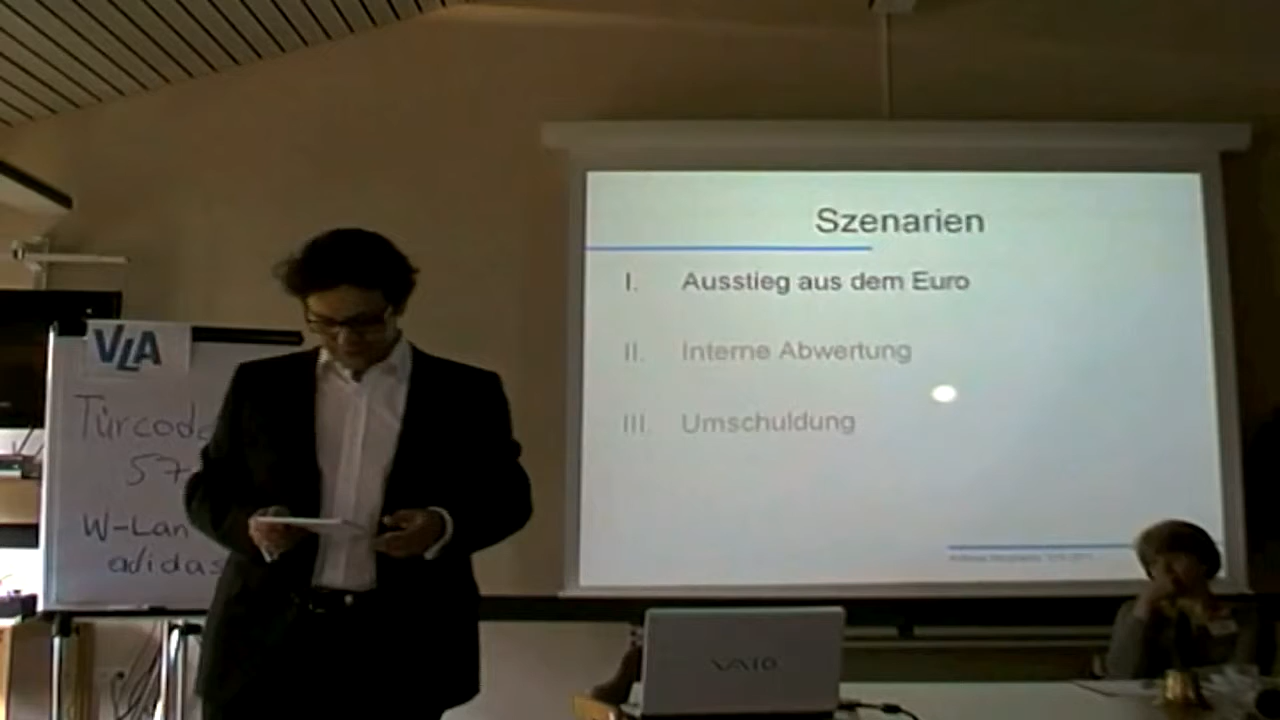 VLA
Türcode
57
W-Lan
adidas
Szenarien
I. Ausstieg aus dem Euro
II. Interne Abwertung
III. Umschuldung
VAIO